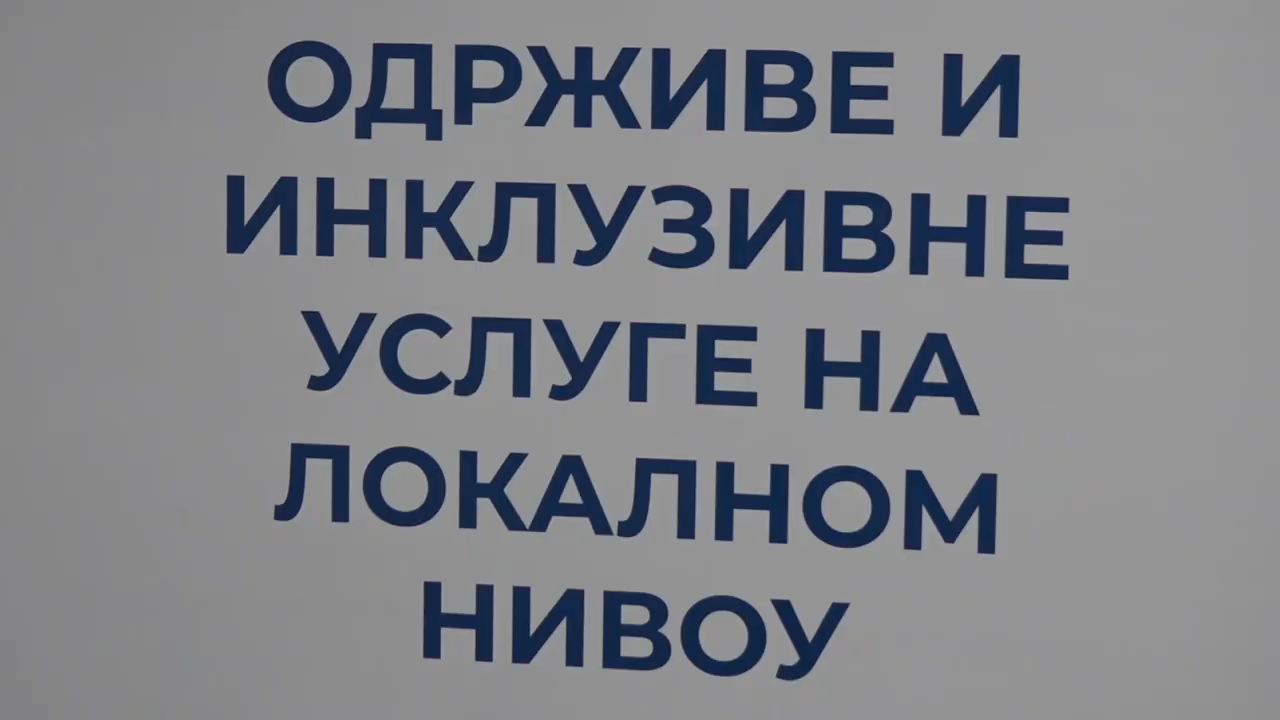 ОДРЖИВЕ И
ИНКЛУЗИВНЕ
УСЛУГЕ НА
ЛОКАЛНОМ
НИВОУ